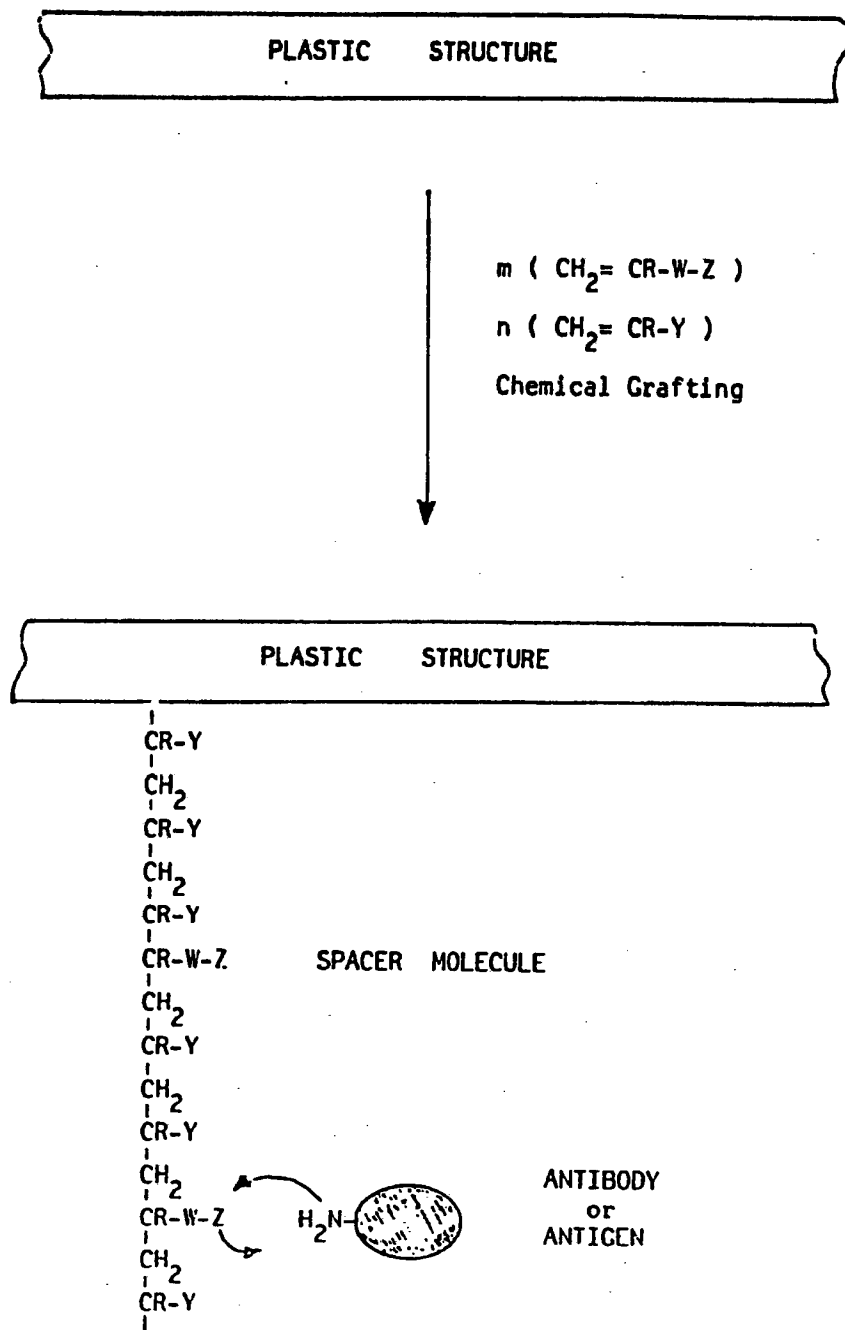 PLASTIC STRUCTURE
m ( CH2= CR-W-Z )
n ( CH2= CR-Y )
Chemical Grafting
PLASTIC STRUCTURE
CR-Y
CH2
CR-Y
CH2
CR-Y
CR-W-Z SPACER MOLECULE
CH2
CR-Y
CH2
CR-Y
CH2
CR-W-Z H2N- ANTIBODY or ANTIGEN
CH2
CR-Y